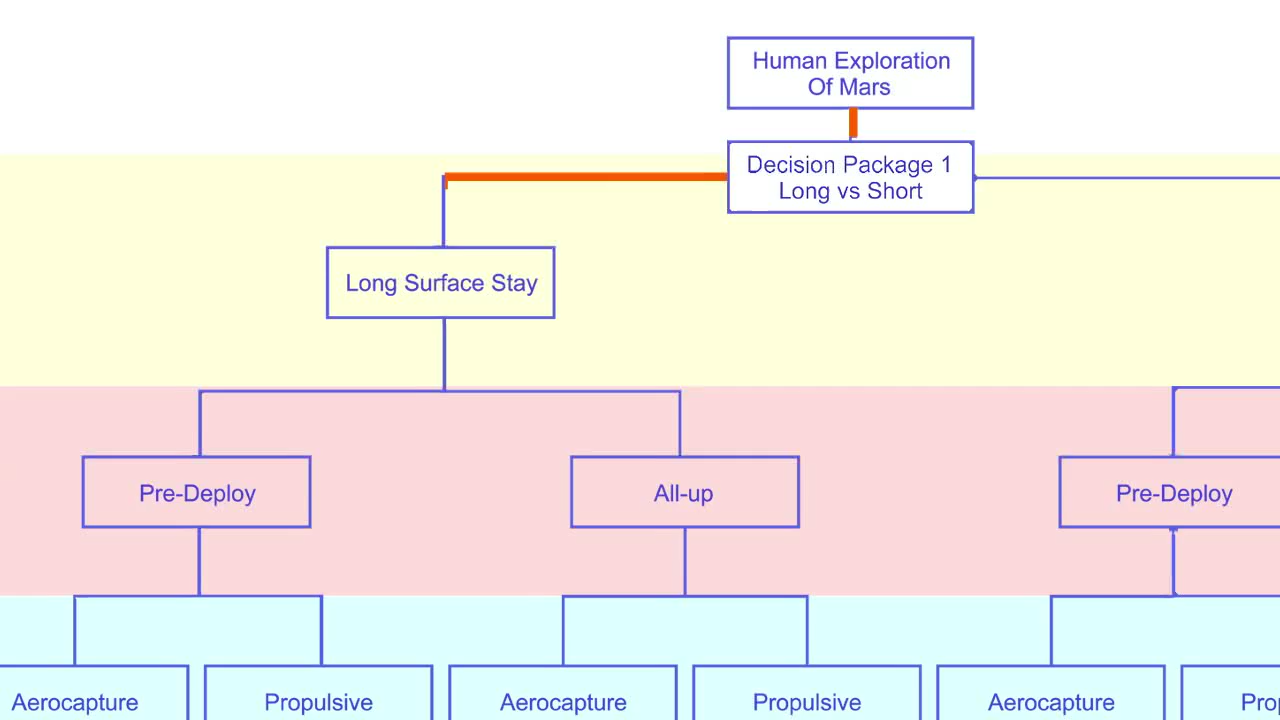 Human Exploration
Of Mars
Decision Package 1
Long vs Short
Long Surface Stay
Pre-Deploy
All-up
Pre-Deploy
Aerocapture
Propulsive
Aerocapture
Propulsive
Aerocapture